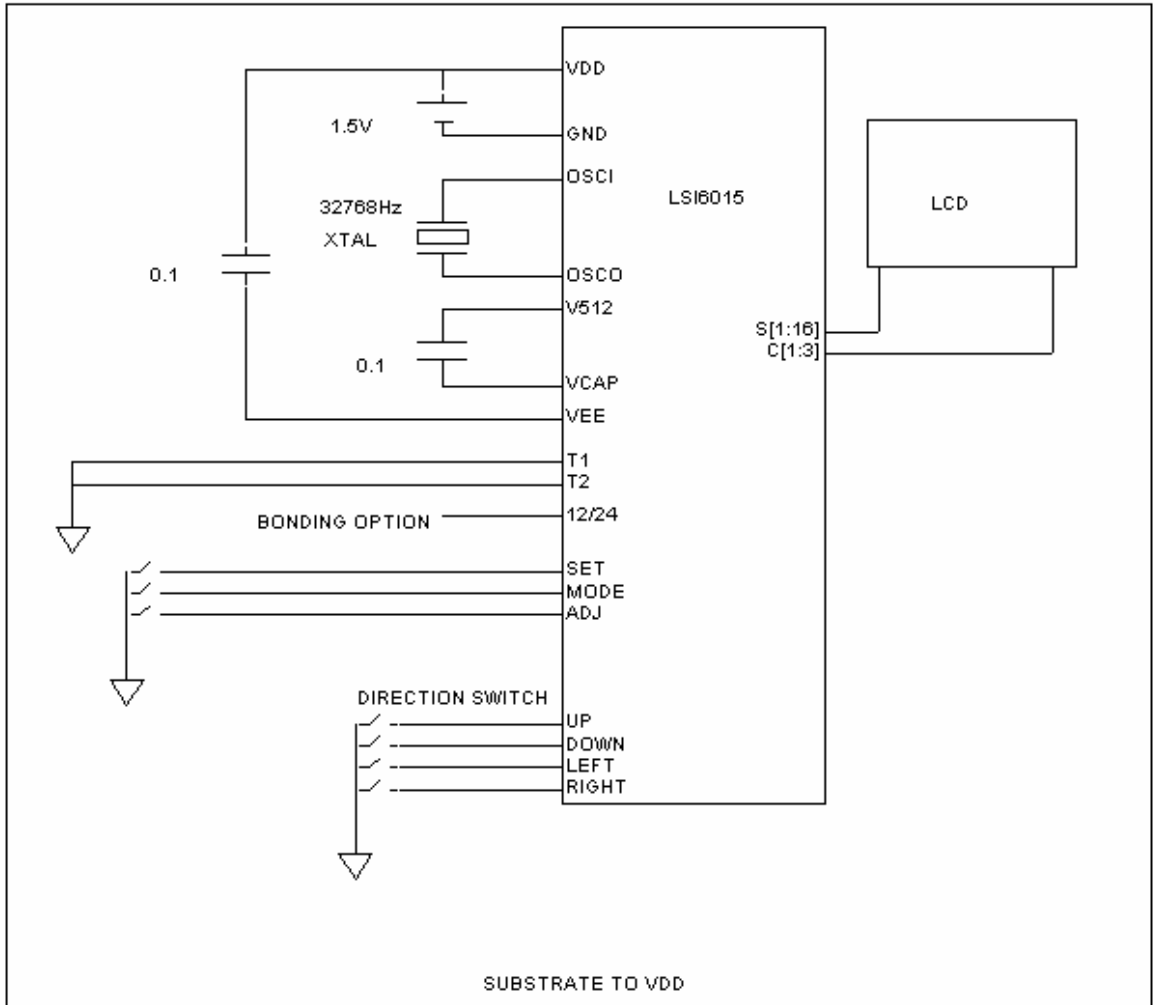 VDD
1.5V
GND
OSCI
LSI6015
LCD
32768Hz
XTAL
0.1
OSCO
V512
S[1:16]
C[1:3]
0.1
VCAP
VEE
T1
T2
BONDING OPTION
12/24
SET
MODE
ADJ
DIRECTION SWITCH
UP
DOWN
LEFT
RIGHT
SUBSTRATE TO VDD